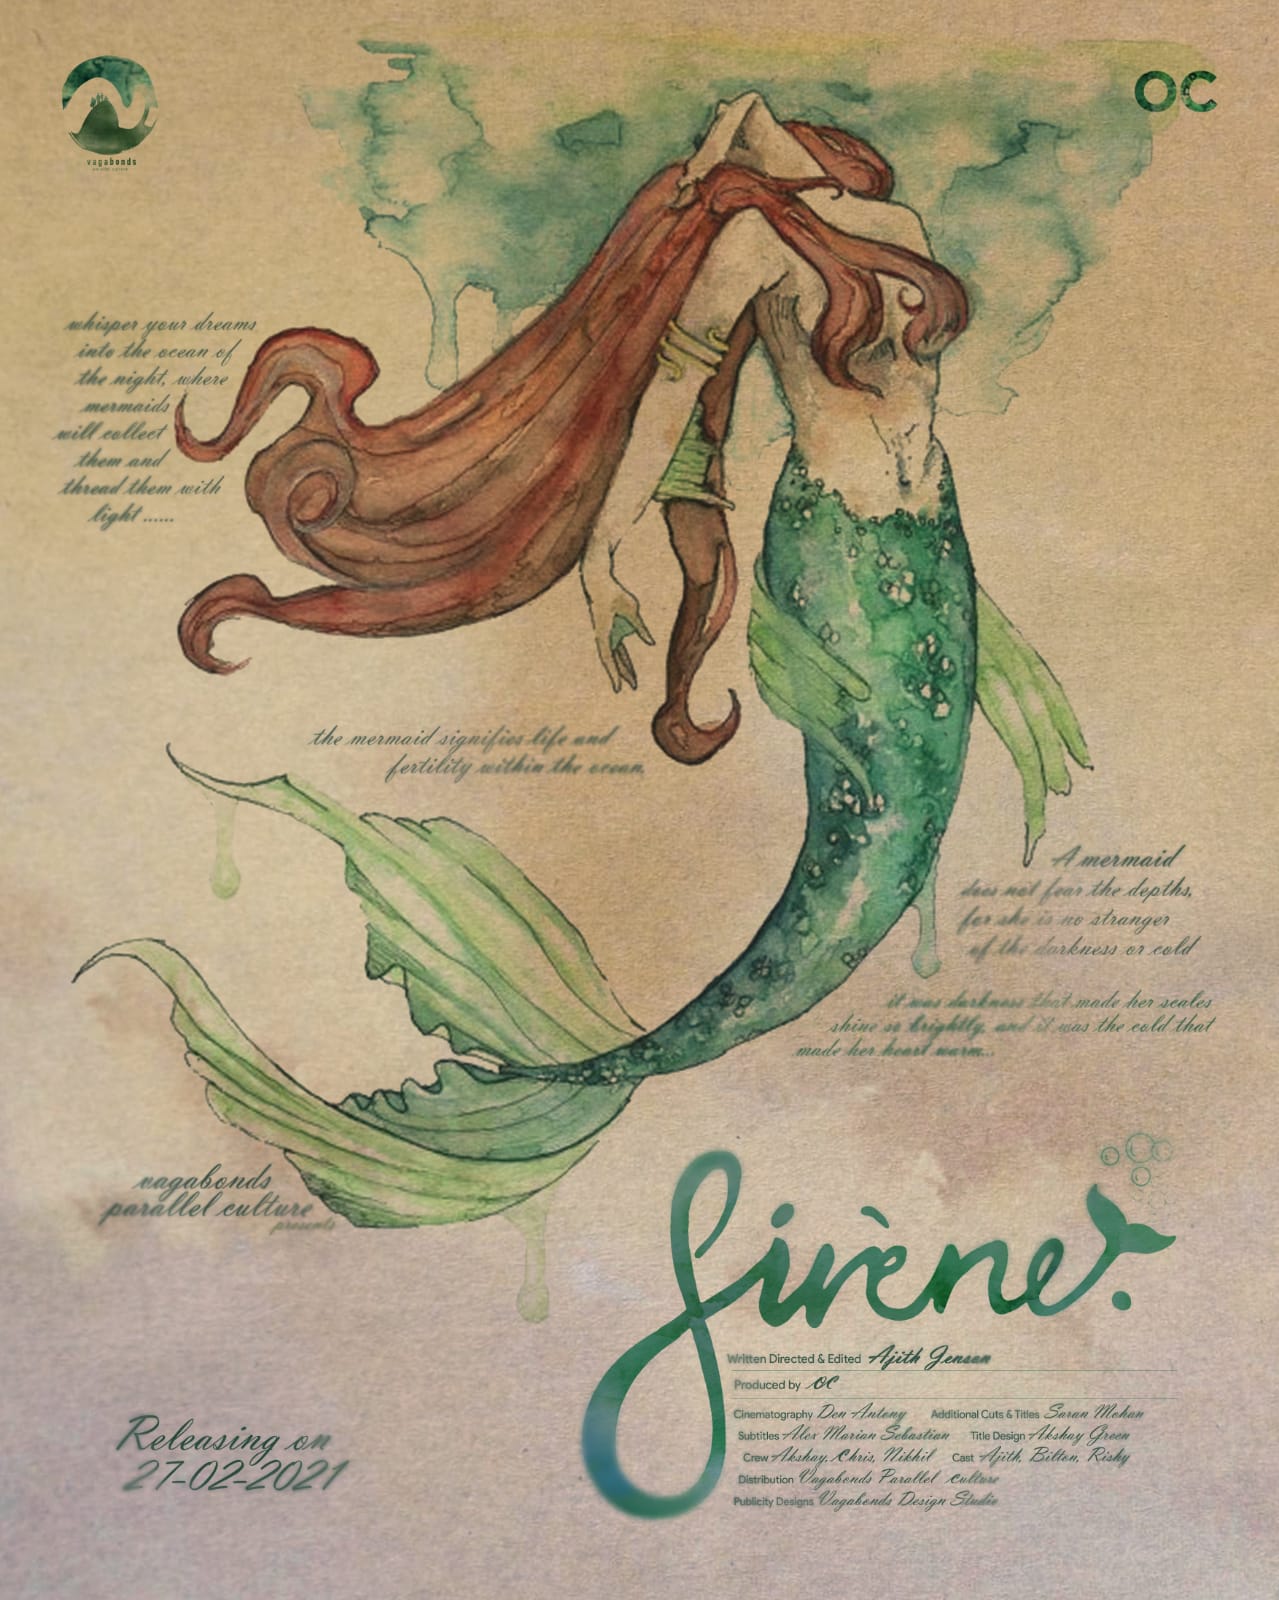 vagabonds
OC
whisper your dreams
into the ocean of
the night, where
mermaids
will collect
them and
thread them with
light ......
the mermaid signifies life and
fertility within the ocean.
A mermaid
does not fear the depths,
for she is no stranger
of the darkness or cold
it was darkness that made her scales
shine so brightly, and it was the cold that
made her heart warm...
vagabonds
parallel culture
presents
Sirène.
Written Directed & Edited Ajith Jenson
Produced by OC
Cinematography Den Antony Additional Cuts & Titles Saran Mohan
Subtitles Alex Marian Sebastian Title Design Akshay Green
Crew Akshay, Chris, Nikhil Cast Ajith, Bilton, Rishy
Distribution Vagabonds Parallel culture
Publicity Designs Vagabonds Design Studio
Releasing on
27-02-2021